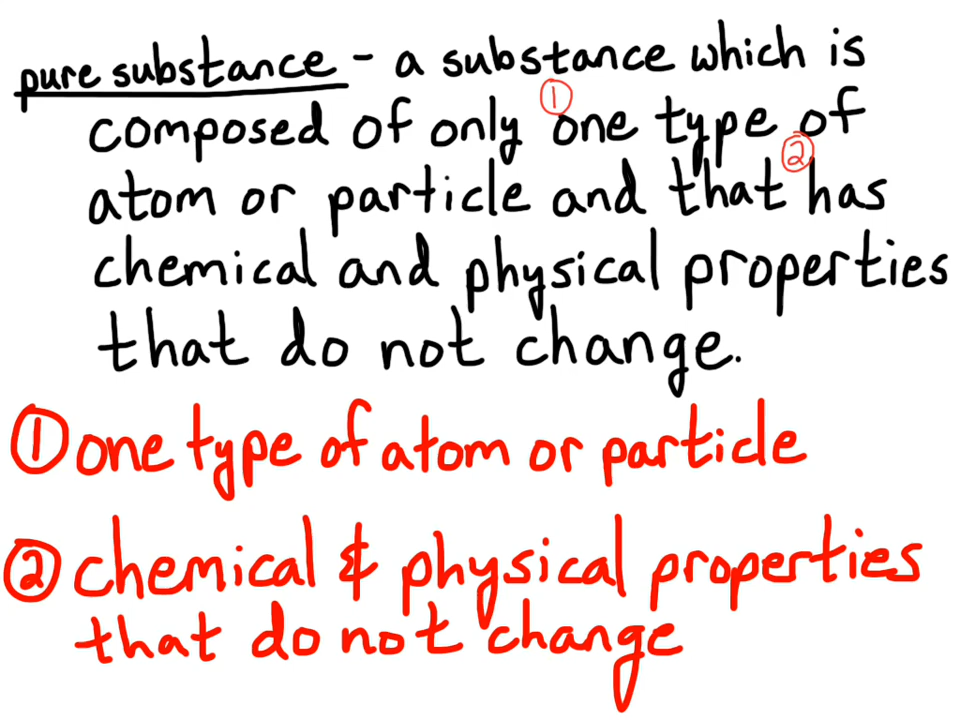 pure substance - a substance which is
①
composed of only one type of
②
atom or particle and that has
chemical and physical properties
that do not change.
① one type of atom or particle
② chemical & physical properties
that do not change